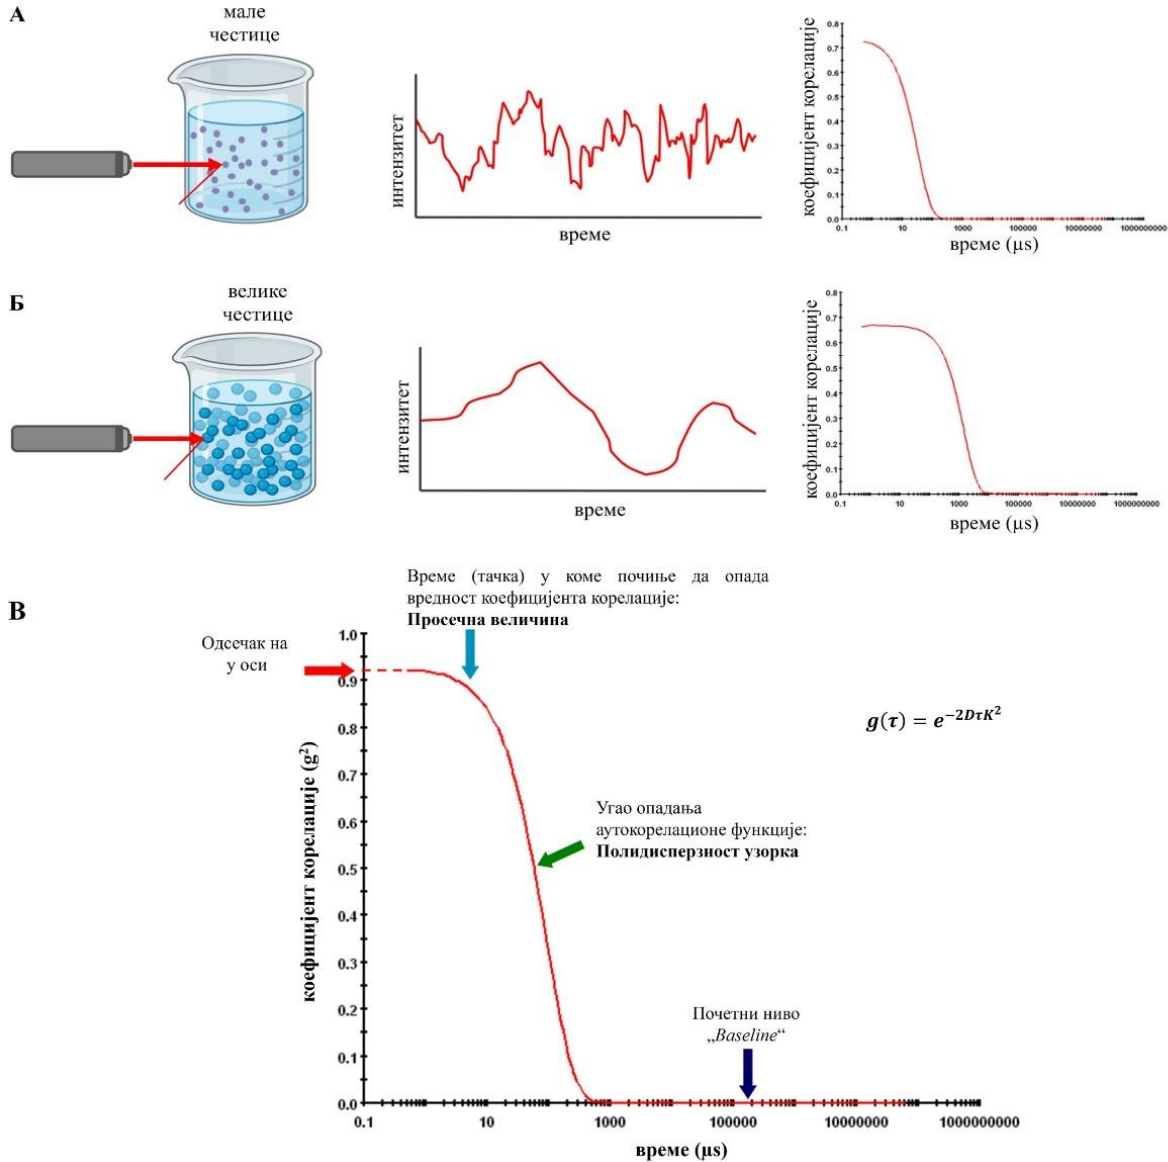 А
мале
честице
интензитет
време
коефицијент корелације
0.8
0.7
0.6
0.5
0.4
0.3
0.2
0.1
0.0
0.1 10 1000 100000 10000000 1000000000
време (µs)
Б
велике
честице
интензитет
време
коефицијент корелације
0.8
0.7
0.6
0.5
0.4
0.3
0.2
0.1
0.0
0.1 10 1000 100000 10000000 1000000000
време (µs)
В
Време (тачка) у коме почиње да опада
вредност коефицијента корелације:
Просечна величина
Одсечак на
y оси
g(τ) = e^{−2DτK²}
Угао опадања
аутокорелационе функције:
Полидисперзност узорка
Почетни ниво
„Baseline“
коефицијент корелације (g²)
1.0
0.9
0.8
0.7
0.6
0.5
0.4
0.3
0.2
0.1
0.0
0.1 10 1000 100000 10000000 1000000000
време (µs)